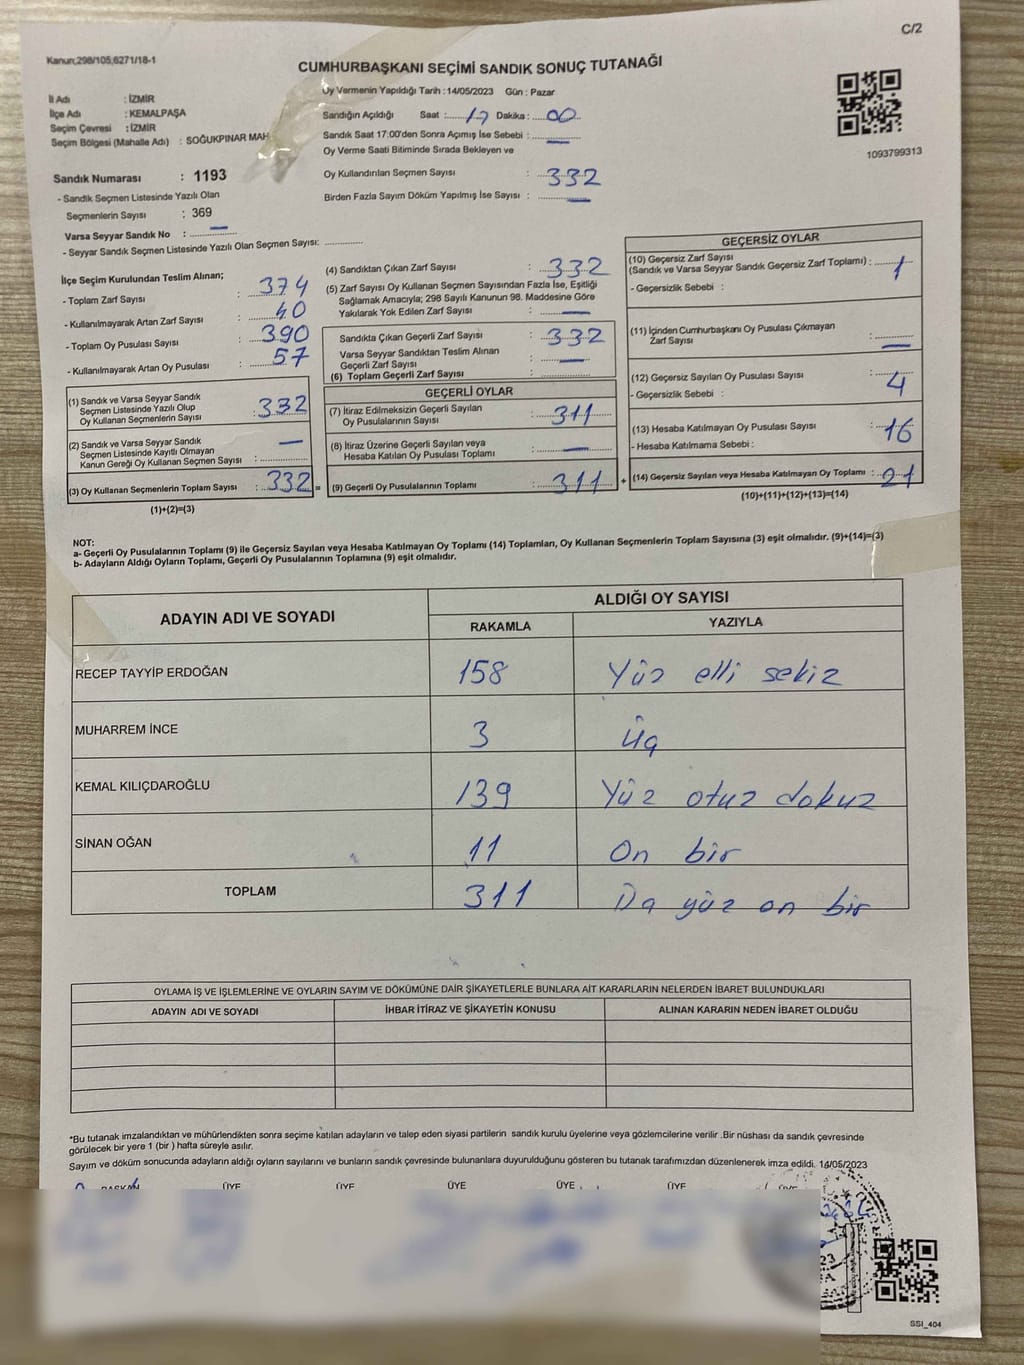 C/2
Kanun;298/105;6271/18-1
CUMHURBAŞKANI SEÇİMİ SANDIK SONUÇ TUTANAĞI
İl Adı : İZMİR
İlçe Adı : KEMALPAŞA
Seçim Çevresi : İZMİR
Seçim Bölgesi (Mahalle Adı) : SOĞUKPINAR MAH
Oy Vermenin Yapıldığı Tarih : 14/05/2023 Gün : Pazar
Sandığın Açıldığı Saat : 17 Dakika : 00
Sandık Saat 17:00'den Sonra Açımış İse Sebebi : —
Oy Verme Saati Bitiminde Sırada Bekleyen ve
Oy Kullandırılan Seçmen Sayısı : 332
Birden Fazla Sayım Döküm Yapılmış İse Sayısı : —
1093799313
Sandık Numarası : 1193
- Sandık Seçmen Listesinde Yazılı Olan
Seçmenlerin Sayısı : 369
Varsa Seyyar Sandık No : —
- Seyyar Sandık Seçmen Listesinde Yazılı Olan Seçmen Sayısı: ............
İlçe Seçim Kurulundan Teslim Alınan;
- Toplam Zarf Sayısı : 374
- Kullanılmayarak Artan Zarf Sayısı : 40
- Toplam Oy Pusulası Sayısı : 390
- Kullanılmayarak Artan Oy Pusulası : 57
(1) Sandık ve Varsa Seyyar Sandık
Seçmen Listesinde Yazılı Olup
Oy Kullanan Seçmenlerin Sayısı : 332
(2) Sandık ve Varsa Seyyar Sandık
Seçmen Listesinde Kayıtlı Olmayan
Kanun Gereği Oy Kullanan Seçmen Sayısı : —
(3) Oy Kullanan Seçmenlerin Toplam Sayısı : 332 =
(1)+(2)=(3)
(4) Sandıktan Çıkan Zarf Sayısı : 332
(5) Zarf Sayısı Oy Kullanan Seçmen Sayısından Fazla İse, Eşitliği
Sağlamak Amacıyla; 298 Sayılı Kanunun 98. Maddesine Göre
Yakılarak Yok Edilen Zarf Sayısı : —
Sandıkta Çıkan Geçerli Zarf Sayısı : 332
Varsa Seyyar Sandıktan Teslim Alınan
Geçerli Zarf Sayısı : —
(6) Toplam Geçerli Zarf Sayısı :
GEÇERLİ OYLAR
(7) İtiraz Edilmeksizin Geçerli Sayılan
Oy Pusulalarının Sayısı : 311
(8) İtiraz Üzerine Geçerli Sayılan veya
Hesaba Katılan Oy Pusulası Toplamı : —
(9) Geçerli Oy Pusulalarının Toplamı : 311 +
GEÇERSİZ OYLAR
(10) Geçersiz Zarf Sayısı
(Sandık ve Varsa Seyyar Sandık Geçersiz Zarf Toplamı) : 1
- Geçersizlik Sebebi :
(11) İçinden Cumhurbaşkanı Oy Pusulası Çıkmayan
Zarf Sayısı : —
(12) Geçersiz Sayılan Oy Pusulası Sayısı : 4
- Geçersizlik Sebebi :
(13) Hesaba Katılmayan Oy Pusulası Sayısı : 16
- Hesaba Katılmama Sebebi :
(14) Geçersiz Sayılan veya Hesaba Katılmayan Oy Toplamı : 21
(10)+(11)+(12)+(13)=(14)
NOT:
a- Geçerli Oy Pusulalarının Toplamı (9) ile Geçersiz Sayılan veya Hesaba Katılmayan Oy Toplamı (14) Toplamları, Oy Kullanan Seçmenlerin Toplam Sayısına (3) eşit olmalıdır. (9)+(14)=(3)
b- Adayların Aldığı Oyların Toplamı, Geçerli Oy Pusulalarının Toplamına (9) eşit olmalıdır.
ADAYIN ADI VE SOYADI
ALDIĞI OY SAYISI
RAKAMLA YAZIYLA
RECEP TAYYİP ERDOĞAN 158 Yüz elli sekiz
MUHARREM İNCE 3 Üç
KEMAL KILIÇDAROĞLU 139 Yüz otuz dokuz
SİNAN OĞAN 11 On bir
TOPLAM 311 yüz on bir
OYLAMA İŞ VE İŞLEMLERİNE VE OYLARIN SAYIM VE DÖKÜMÜNE DAİR ŞİKAYETLERLE BUNLARA AİT KARARLARIN NELERDEN İBARET BULUNDUKLARI
ADAYIN ADI VE SOYADI İHBAR İTİRAZ VE ŞİKAYETİN KONUSU ALINAN KARARIN NEDEN İBARET OLDUĞU
*Bu tutanak imzalandıktan ve mühürlendikten sonra seçime katılan adayların ve talep eden siyasi partilerin sandık kurulu üyelerine veya gözlemcilerine verilir .Bir nüshası da sandık çevresinde
görülecek bir yere 1 (bir ) hafta süreyle asılır.
Sayım ve döküm sonucunda adayların aldığı oyların sayılarını ve bunların sandık çevresinde bulunanlara duyurulduğunu gösteren bu tutanak tarafımızdan düzenlenerek imza edildi. 14/05/2023
BAŞKAN ÜYE ÜYE ÜYE ÜYE ÜYE ÜYE
SSI_404